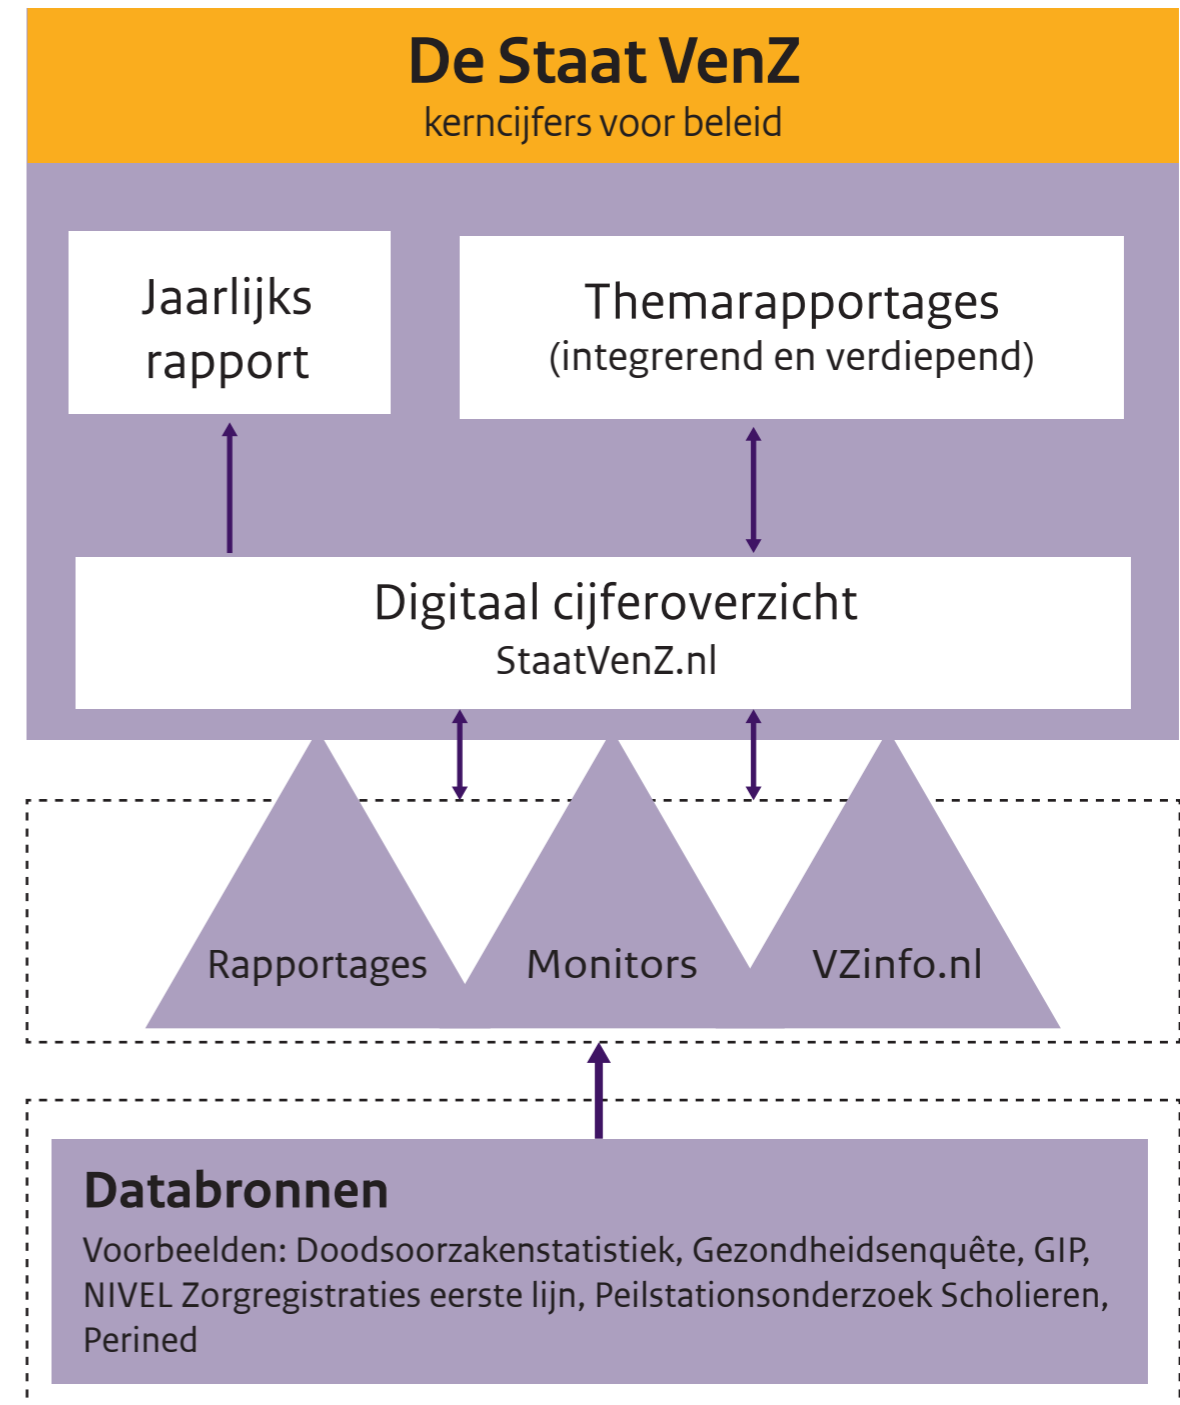 De Staat VenZ
kerncijfers voor beleid
Jaarlijks
rapport
Themarapportages
(integrerend en verdiepend)
Digitaal cijferoverzicht
StaatVenZ.nl
Rapportages
Monitors
VZinfo.nl
Databronnen
Voorbeelden: Doodsoorzakenstatistiek, Gezondheidsenquête, GIP,
NIVEL Zorgregistraties eerste lijn, Peilstationsonderzoek Scholieren,
Perined